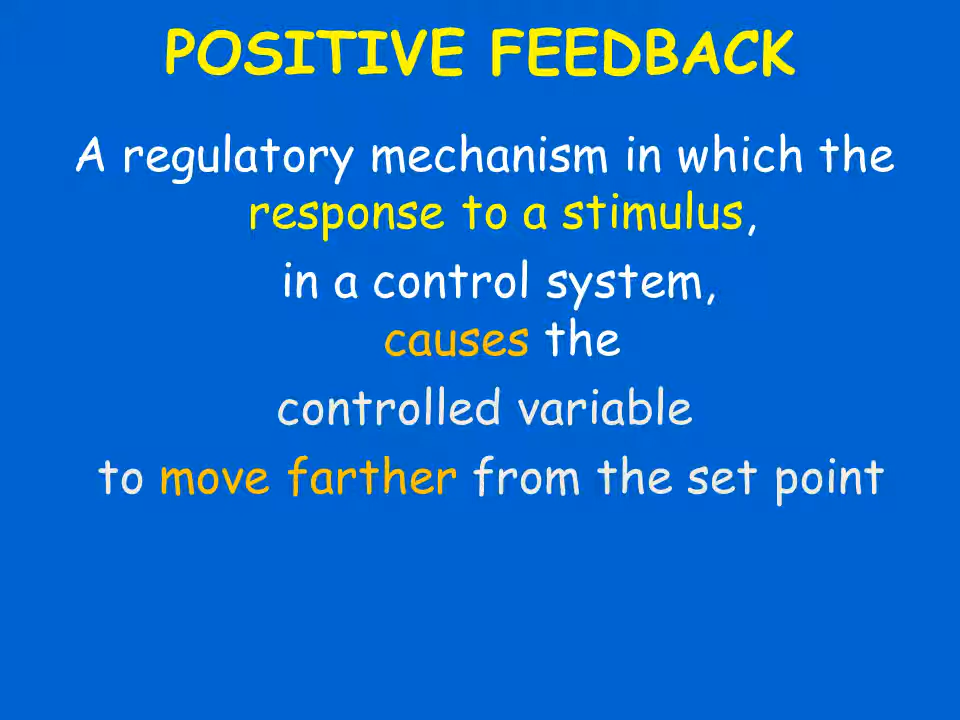 POSITIVE FEEDBACK
A regulatory mechanism in which the
response to a stimulus,
in a control system,
causes the
controlled variable
to move farther from the set point